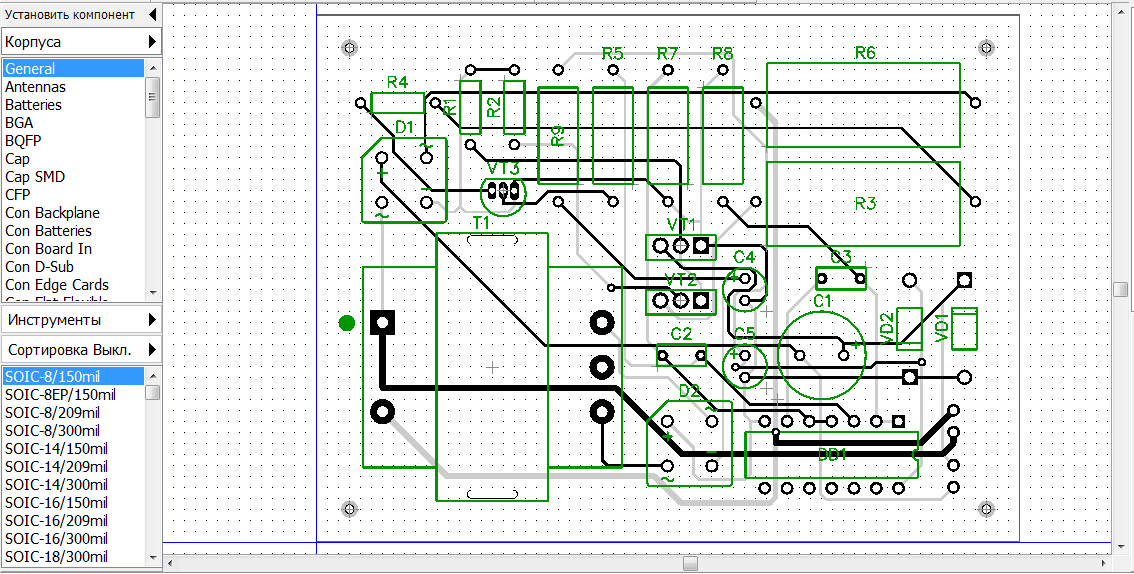 Установить компонент
Корпуса
General
Antennas
Batteries
BGA
BQFP
Cap
Cap SMD
CFP
Con Backplane
Con Batteries
Con Board In
Con D-Sub
Con Edge Cards
Инструменты
Сортировка Выкл.
SOIC-8/150mil
SOIC-8EP/150mil
SOIC-8/209mil
SOIC-8/300mil
SOIC-14/150mil
SOIC-14/209mil
SOIC-14/300mil
SOIC-16/150mil
SOIC-16/209mil
SOIC-16/300mil
SOIC-18/300mil
R5 R7 R8 R6
R4
R1 R2 R9
D1
VT3
R3
T1
VT1
C4 C3
VT2
C1
C2 C5
VD2 VD1
D2
DD1